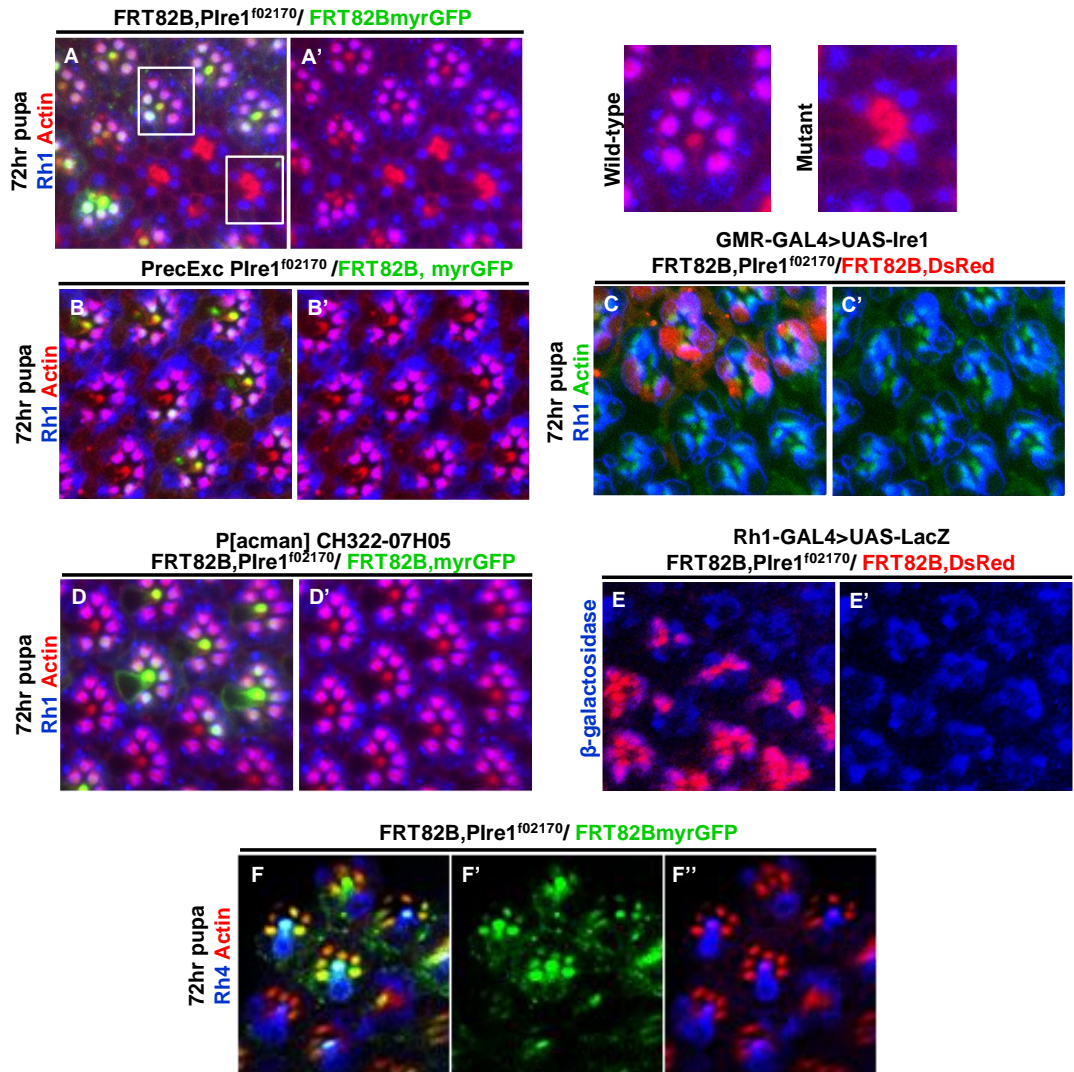 FRT82B,PIre1f02170/ FRT82BmyrGFP
72hr pupa
Rh1 Actin
A
A’
Wild-type
Mutant
PrecExc PIre1f02170 /FRT82B, myrGFP
72hr pupa
Rh1 Actin
B
B’
GMR-GAL4>UAS-Ire1
FRT82B,PIre1f02170/FRT82B,DsRed
72hr pupa
Rh1 Actin
C
C’
P[acman] CH322-07H05
FRT82B,PIre1f02170/ FRT82B,myrGFP
72hr pupa
Rh1 Actin
D
D’
Rh1-GAL4>UAS-LacZ
FRT82B,PIre1f02170/ FRT82B,DsRed
β-galactosidase
E
E’
FRT82B,PIre1f02170/ FRT82BmyrGFP
72hr pupa
Rh4 Actin
F
F’
F’’